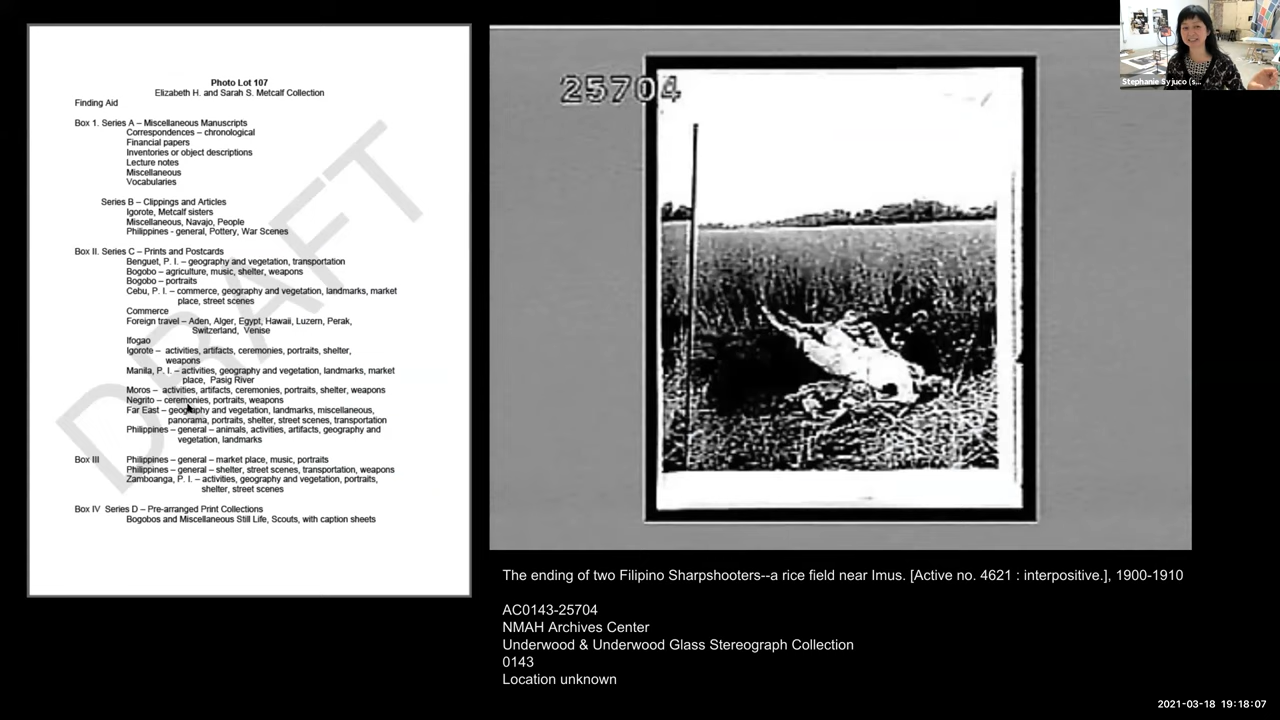 Photo Lot 107
Elizabeth H. and Sarah S. Metcalf Collection
Finding Aid
Box 1. Series A – Miscellaneous Manuscripts
Correspondences – chronological
Financial papers
Inventories or object descriptions
Lecture notes
Miscellaneous
Vocabularies
Series B – Clippings and Articles
Igorote, Metcalf sisters
Miscellaneous, Navajo, People
Philippines - general, Pottery, War Scenes
Box II. Series C – Prints and Postcards
Benguet, P. I. – geography and vegetation, transportation
Bogobo – agriculture, music, shelter, weapons
Bogobo – portraits
Cebu, P. I. – commerce, geography and vegetation, landmarks, market
place, street scenes
Commerce
Foreign travel – Aden, Alger, Egypt, Hawaii, Luzern, Perak,
Switzerland, Venise
Ifogao
Igorote – activities, artifacts, ceremonies, portraits, shelter,
weapons
Manila, P. I. – activities, geography and vegetation, landmarks, market
place, Pasig River
Moros – activities, artifacts, ceremonies, portraits, shelter, weapons
Negrito – ceremonies, portraits, weapons
Far East – geography and vegetation, landmarks, miscellaneous,
panorama, portraits, shelter, street scenes, transportation
Philippines – general – animals, activities, artifacts, geography and
vegetation, landmarks
Box III Philippines – general – market place, music, portraits
Philippines – general – shelter, street scenes, transportation, weapons
Zamboanga, P. I. – activities, geography and vegetation, portraits,
shelter, street scenes
Box IV Series D – Pre-arranged Print Collections
Bogobos and Miscellaneous Still Life, Scouts, with caption sheets
DRAFT
25704
The ending of two Filipino Sharpshooters--a rice field near Imus. [Active no. 4621 : interpositive.], 1900-1910
AC0143-25704
NMAH Archives Center
Underwood & Underwood Glass Stereograph Collection
0143
Location unknown
Stephanie Syjuco (s...
2021-03-18 19:18:07